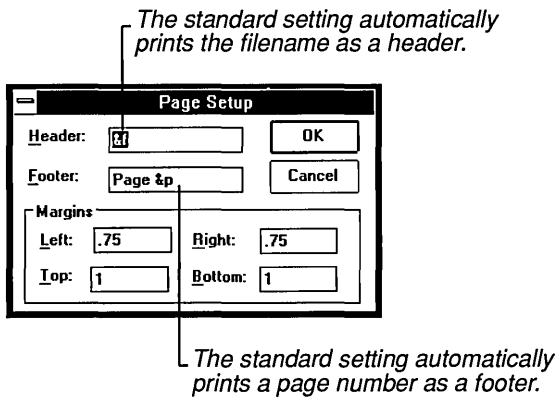 The standard setting automatically
prints the filename as a header.
Page Setup
Header: &f OK
Footer: Page &p Cancel
Margins
Left: .75 Right: .75
Top: 1 Bottom: 1
The standard setting automatically
prints a page number as a footer.